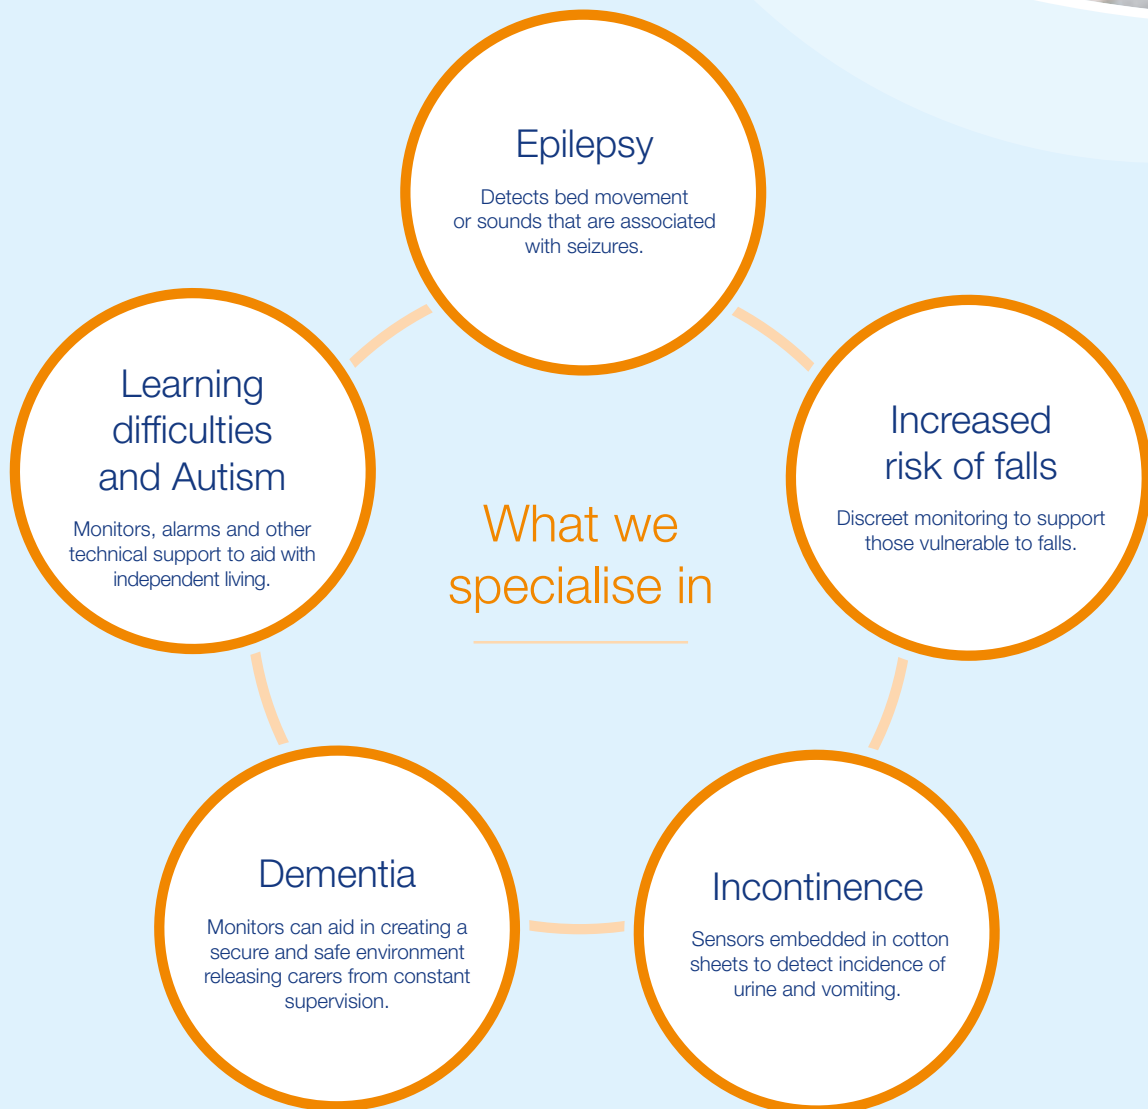 Epilepsy
Detects bed movement
or sounds that are associated
with seizures.
Learning
difficulties
and Autism
Monitors, alarms and other
technical support to aid with
independent living.
Increased
risk of falls
Discreet monitoring to support
those vulnerable to falls.
What we
specialise in
Dementia
Monitors can aid in creating a
secure and safe environment
releasing carers from constant
supervision.
Incontinence
Sensors embedded in cotton
sheets to detect incidence of
urine and vomiting.